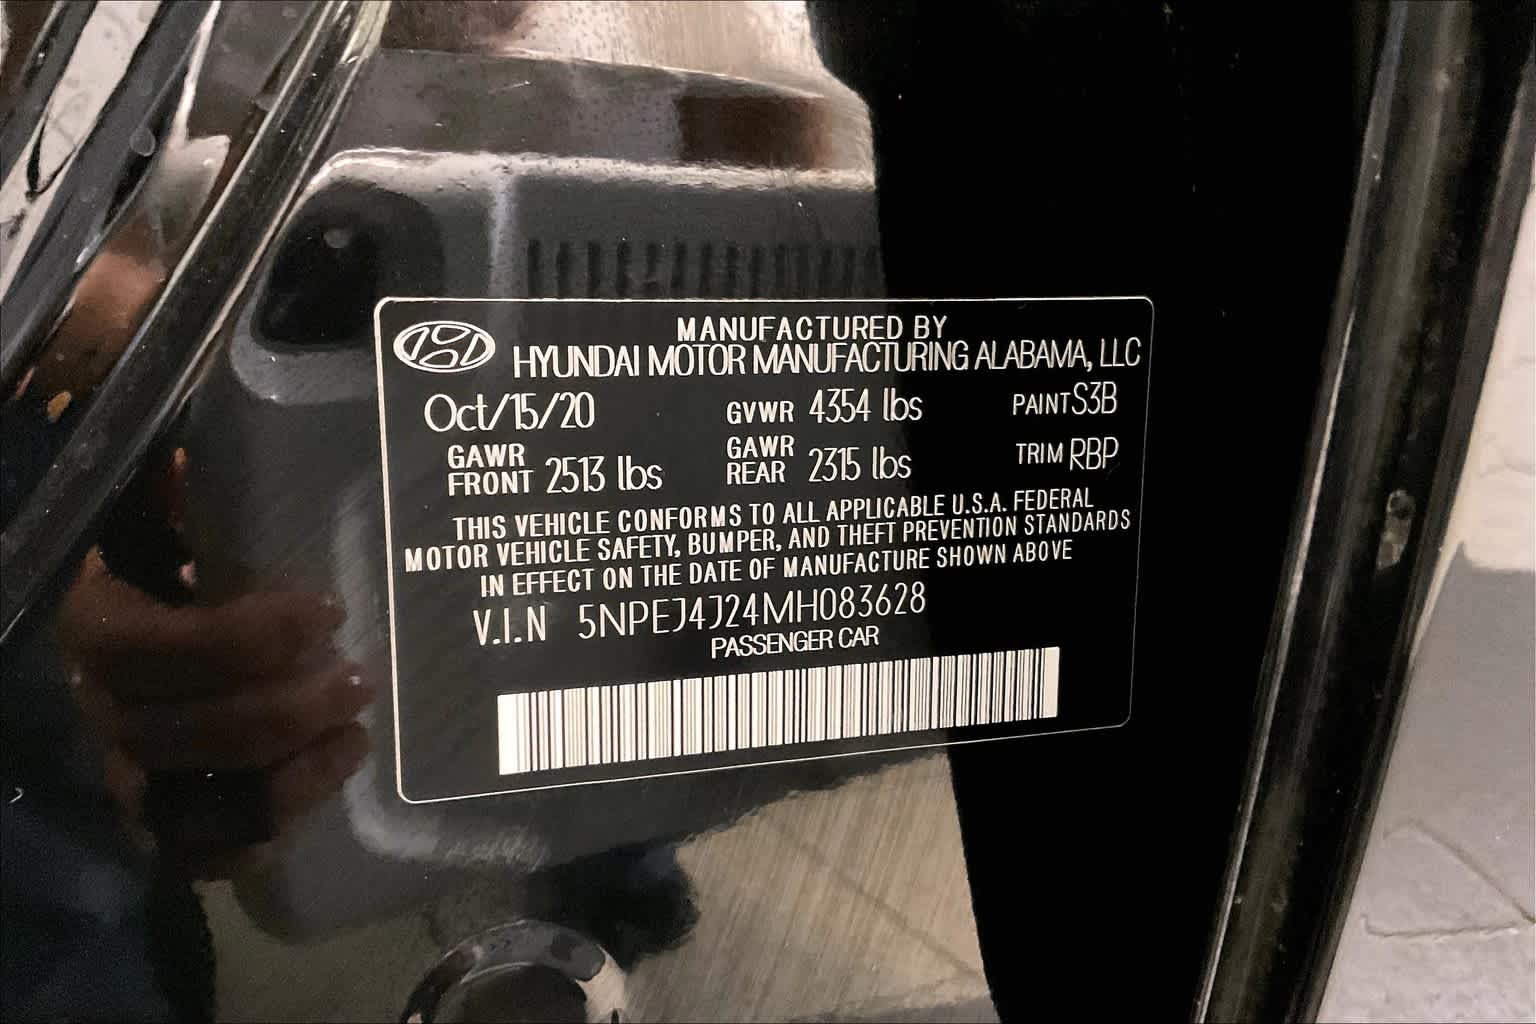 MANUFACTURED BY
HYUNDAI MOTOR MANUFACTURING ALABAMA, LLC
Oct/15/20 GVWR 4354 lbs PAINT S3B
GAWR FRONT 2513 lbs GAWR REAR 2315 lbs TRIM RBP
THIS VEHICLE CONFORMS TO ALL APPLICABLE U.S.A. FEDERAL
MOTOR VEHICLE SAFETY, BUMPER, AND THEFT PREVENTION STANDARDS
IN EFFECT ON THE DATE OF MANUFACTURE SHOWN ABOVE
V.I.N 5NPEJ4J24MH083628
PASSENGER CAR